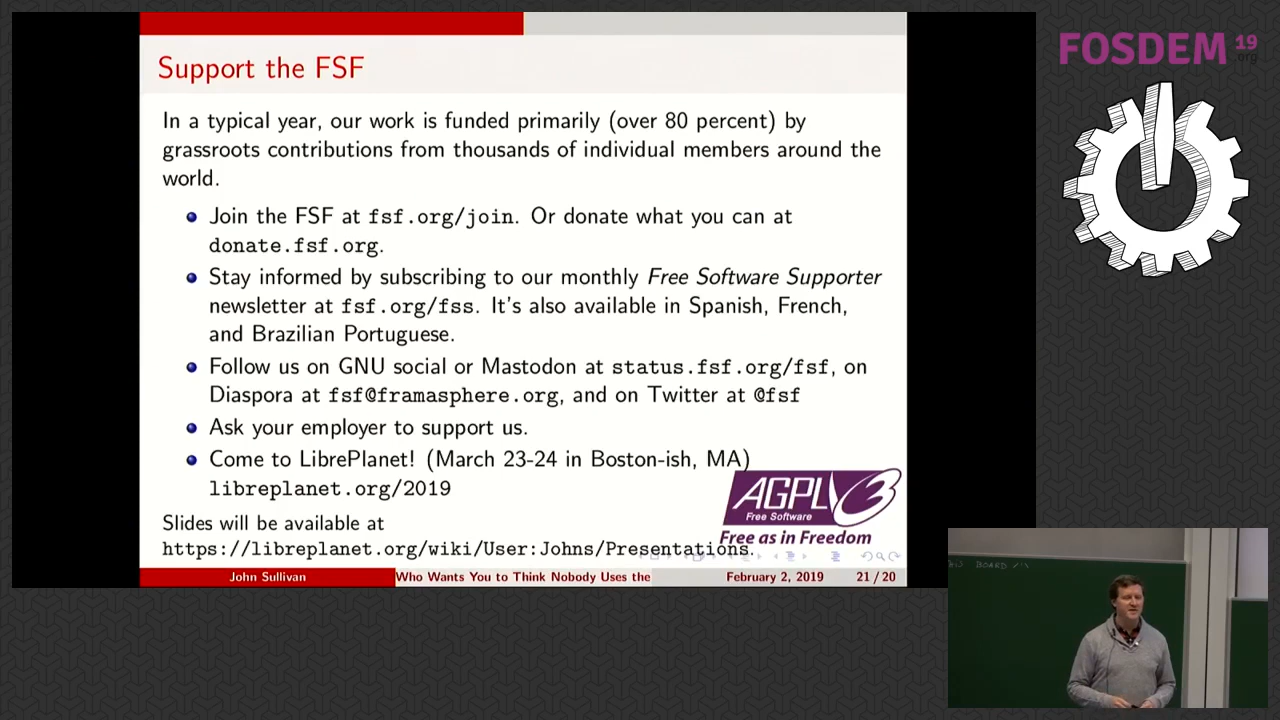 FOSDEM 19
.org
Support the FSF
In a typical year, our work is funded primarily (over 80 percent) by
grassroots contributions from thousands of individual members around the
world.
Join the FSF at fsf.org/join. Or donate what you can at
donate.fsf.org.
Stay informed by subscribing to our monthly Free Software Supporter
newsletter at fsf.org/fss. It's also available in Spanish, French,
and Brazilian Portuguese.
Follow us on GNU social or Mastodon at status.fsf.org/fsf, on
Diaspora at fsf@framasphere.org, and on Twitter at @fsf
Ask your employer to support us.
Come to LibrePlanet! (March 23-24 in Boston-ish, MA)
libreplanet.org/2019
AGPLv3
Free Software
Free as in Freedom
Slides will be available at
https://libreplanet.org/wiki/User:Johns/Presentations.
John Sullivan
Who Wants You to Think Nobody Uses the
February 2, 2019
21 / 20
BOARD